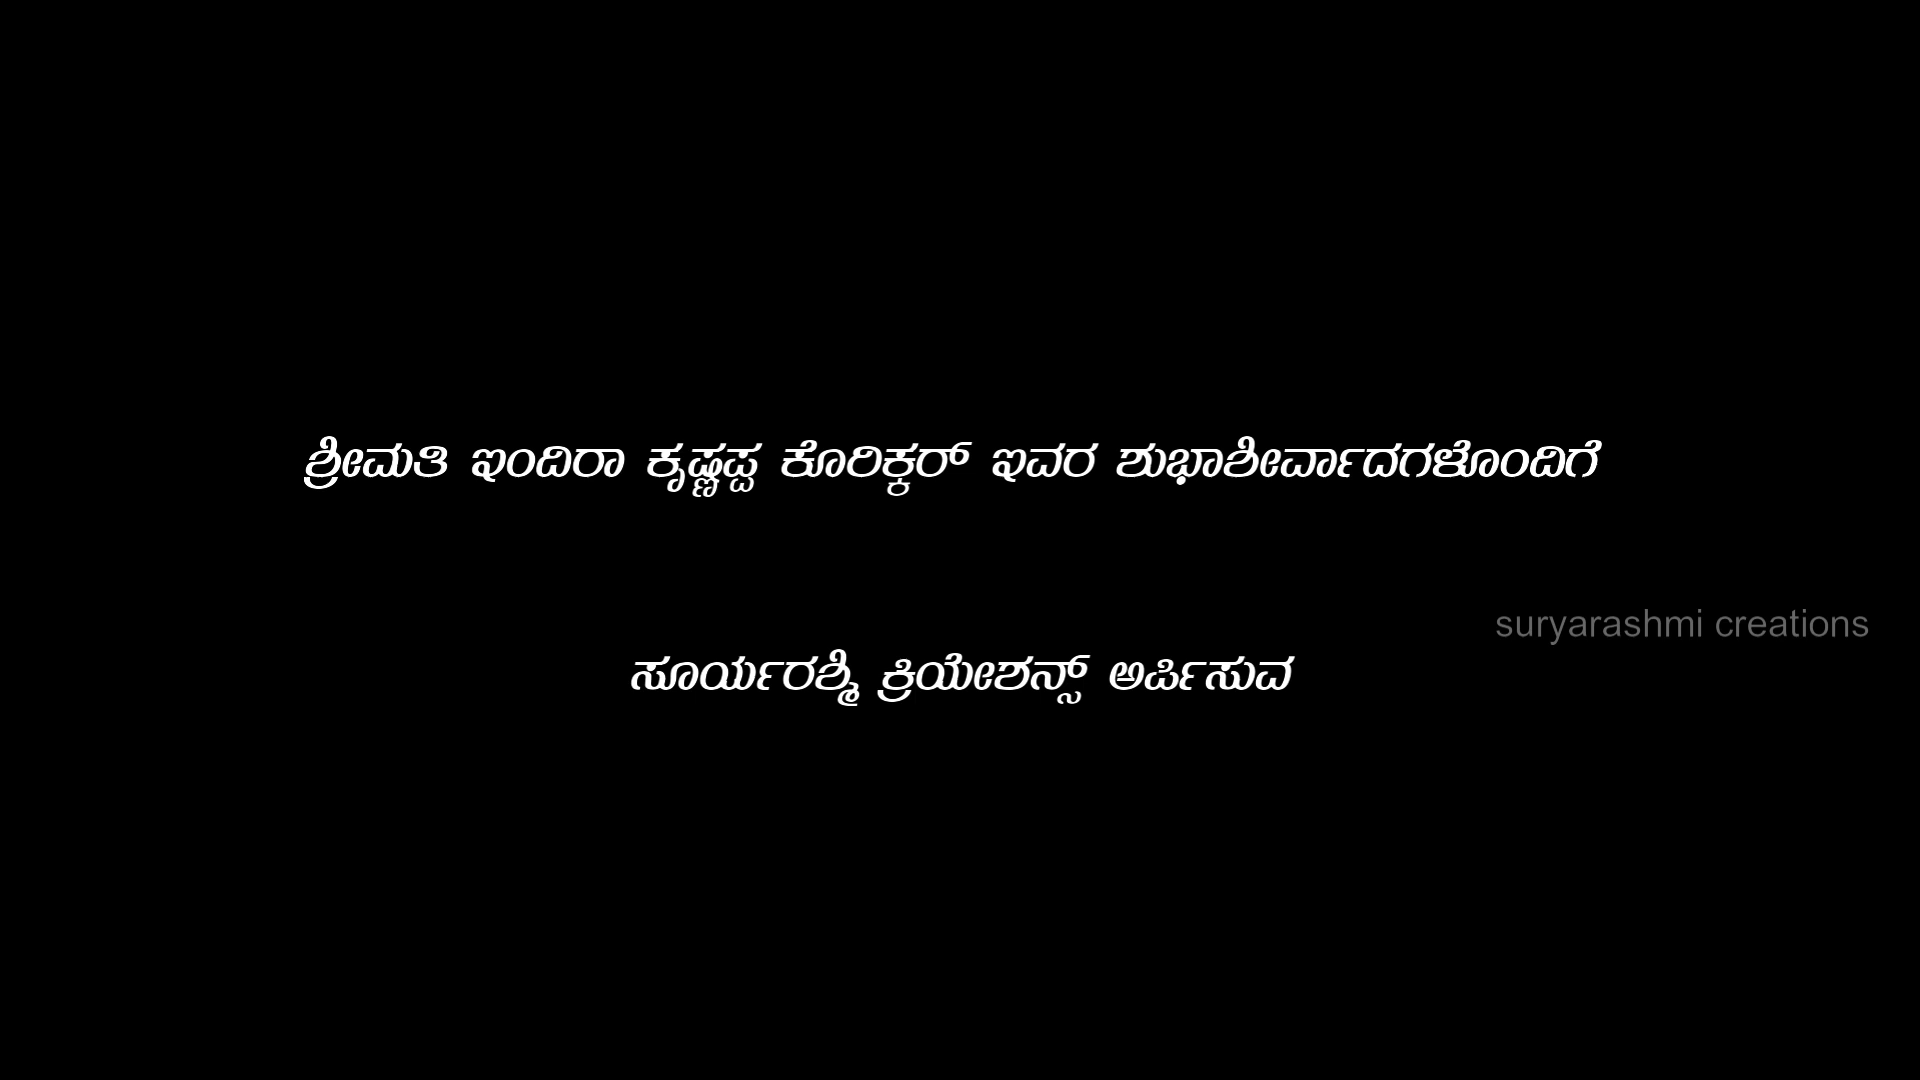 ಶ್ರೀಮತಿ ಇಂದಿರಾ ಕೃಷ್ಣಪ್ಪ ಕೊರಿಕ್ಕರ್ ಇವರ ಶುಭಾಶೀರ್ವಾದಗಳೊಂದಿಗೆ
suryarashmi creations
ಸೂರ್ಯರಶ್ಮಿ ಕ್ರಿಯೇಶನ್ಸ್ ಅರ್ಪಿಸುವ